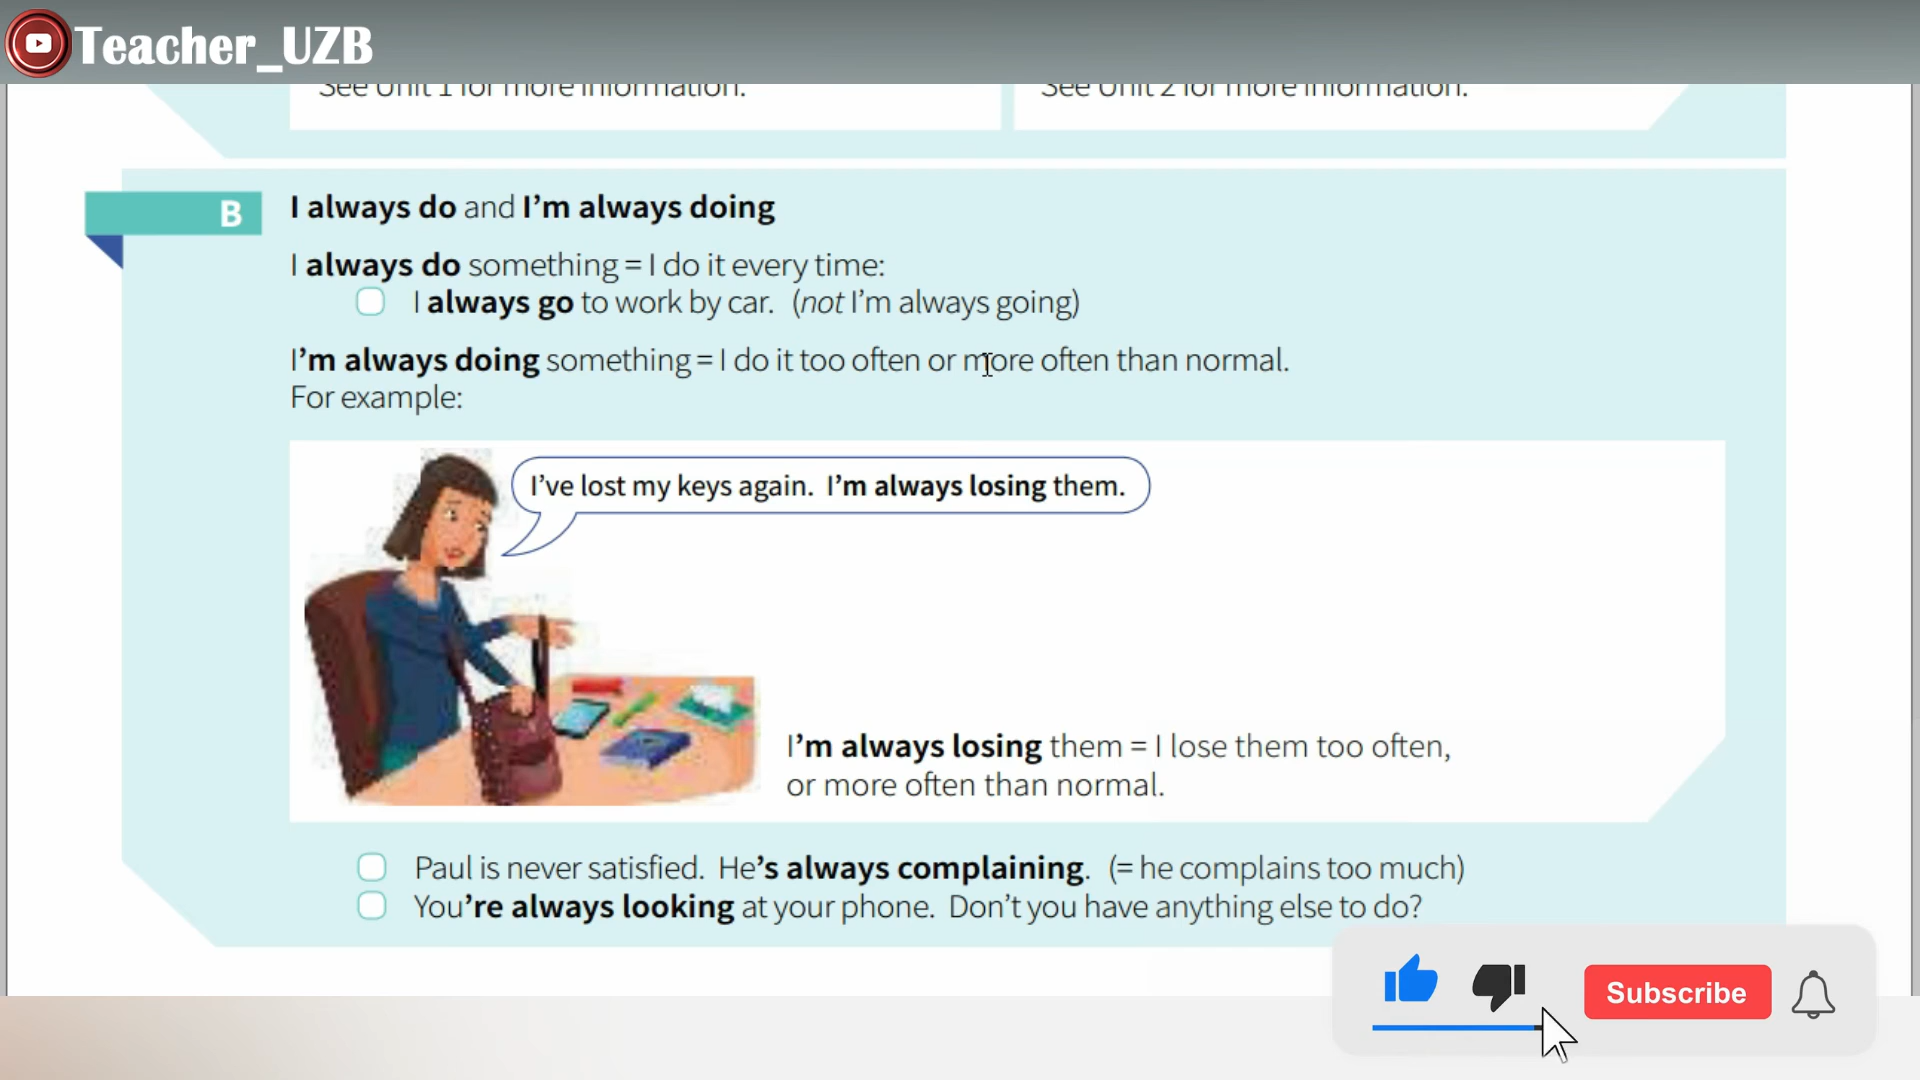 Teacher_UZB
See Unit 1 for more information.
See Unit 2 for more information.
B
I always do and I'm always doing
I always do something = I do it every time:
I always go to work by car. (not I'm always going)
I'm always doing something = I do it too often or more often than normal.
For example:
I've lost my keys again. I'm always losing them.
I'm always losing them = I lose them too often,
or more often than normal.
Paul is never satisfied. He's always complaining. (= he complains too much)
You're always looking at your phone. Don't you have anything else to do?
Subscribe